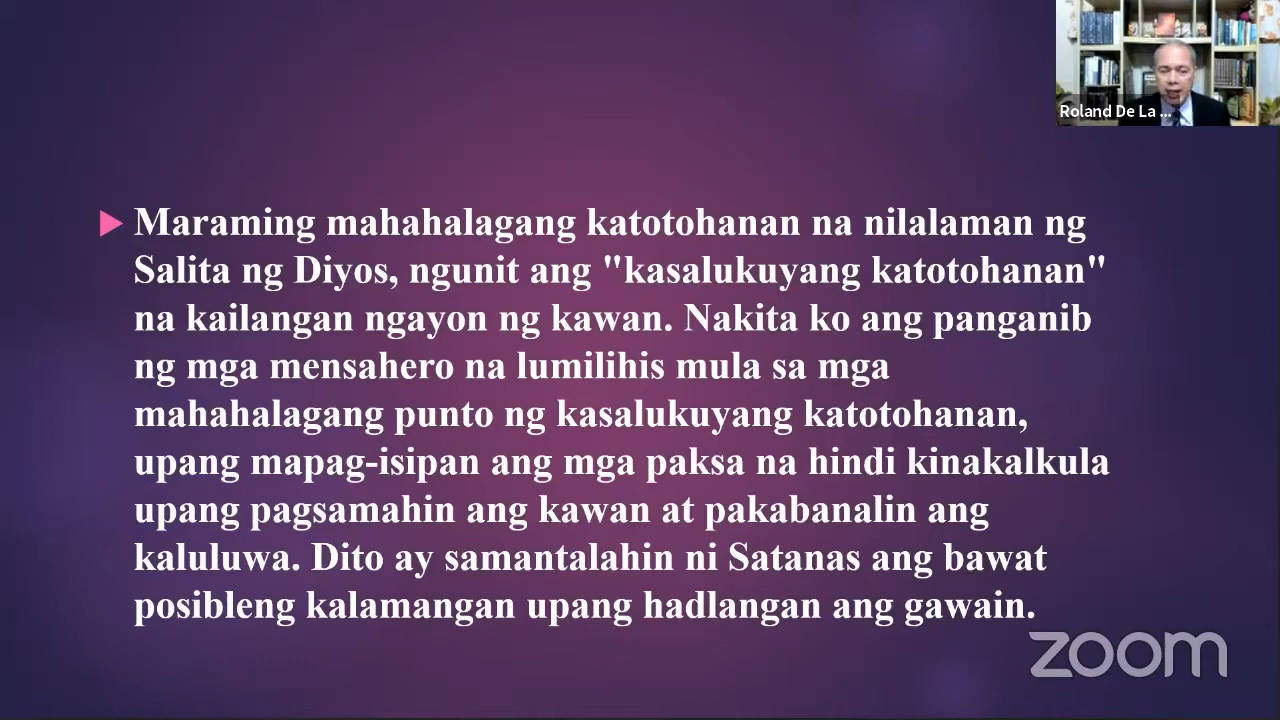 Roland De La ...
Maraming mahahalagang katotohanan na nilalaman ng
Salita ng Diyos, ngunit ang "kasalukuyang katotohanan"
na kailangan ngayon ng kawan. Nakita ko ang panganib
ng mga mensahero na lumilihis mula sa mga
mahahalagang punto ng kasalukuyang katotohanan,
upang mapag-isipan ang mga paksa na hindi kinakalkula
upang pagsamahin ang kawan at pakabanalin ang
kaluluwa. Dito ay samantalahin ni Satanas ang bawat
posibleng kalamangan upang hadlangan ang gawain.
zoom